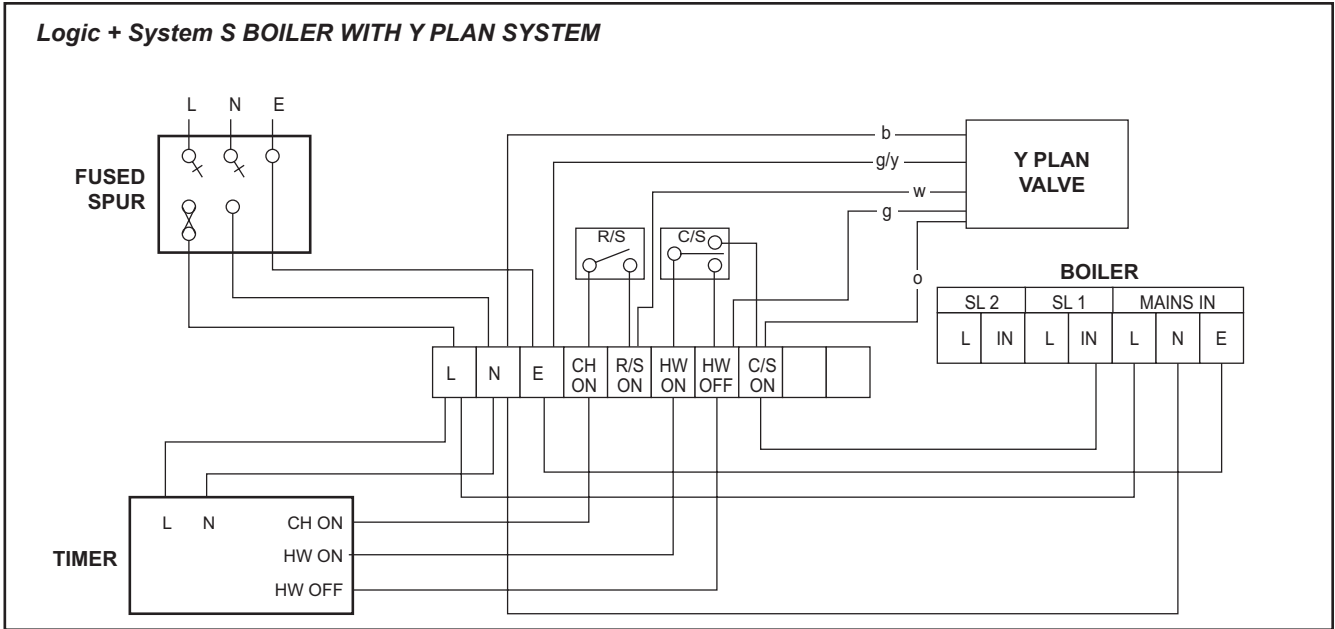 Logic + System S BOILER WITH Y PLAN SYSTEM
L N E
FUSED
SPUR
b
g/y
w
g
o
Y PLAN
VALVE
R/S
C/S
BOILER
SL 2 SL 1 MAINS IN
L IN L IN L N E
L N E CH ON R/S ON HW ON HW OFF C/S ON
TIMER
L N CH ON
HW ON
HW OFF